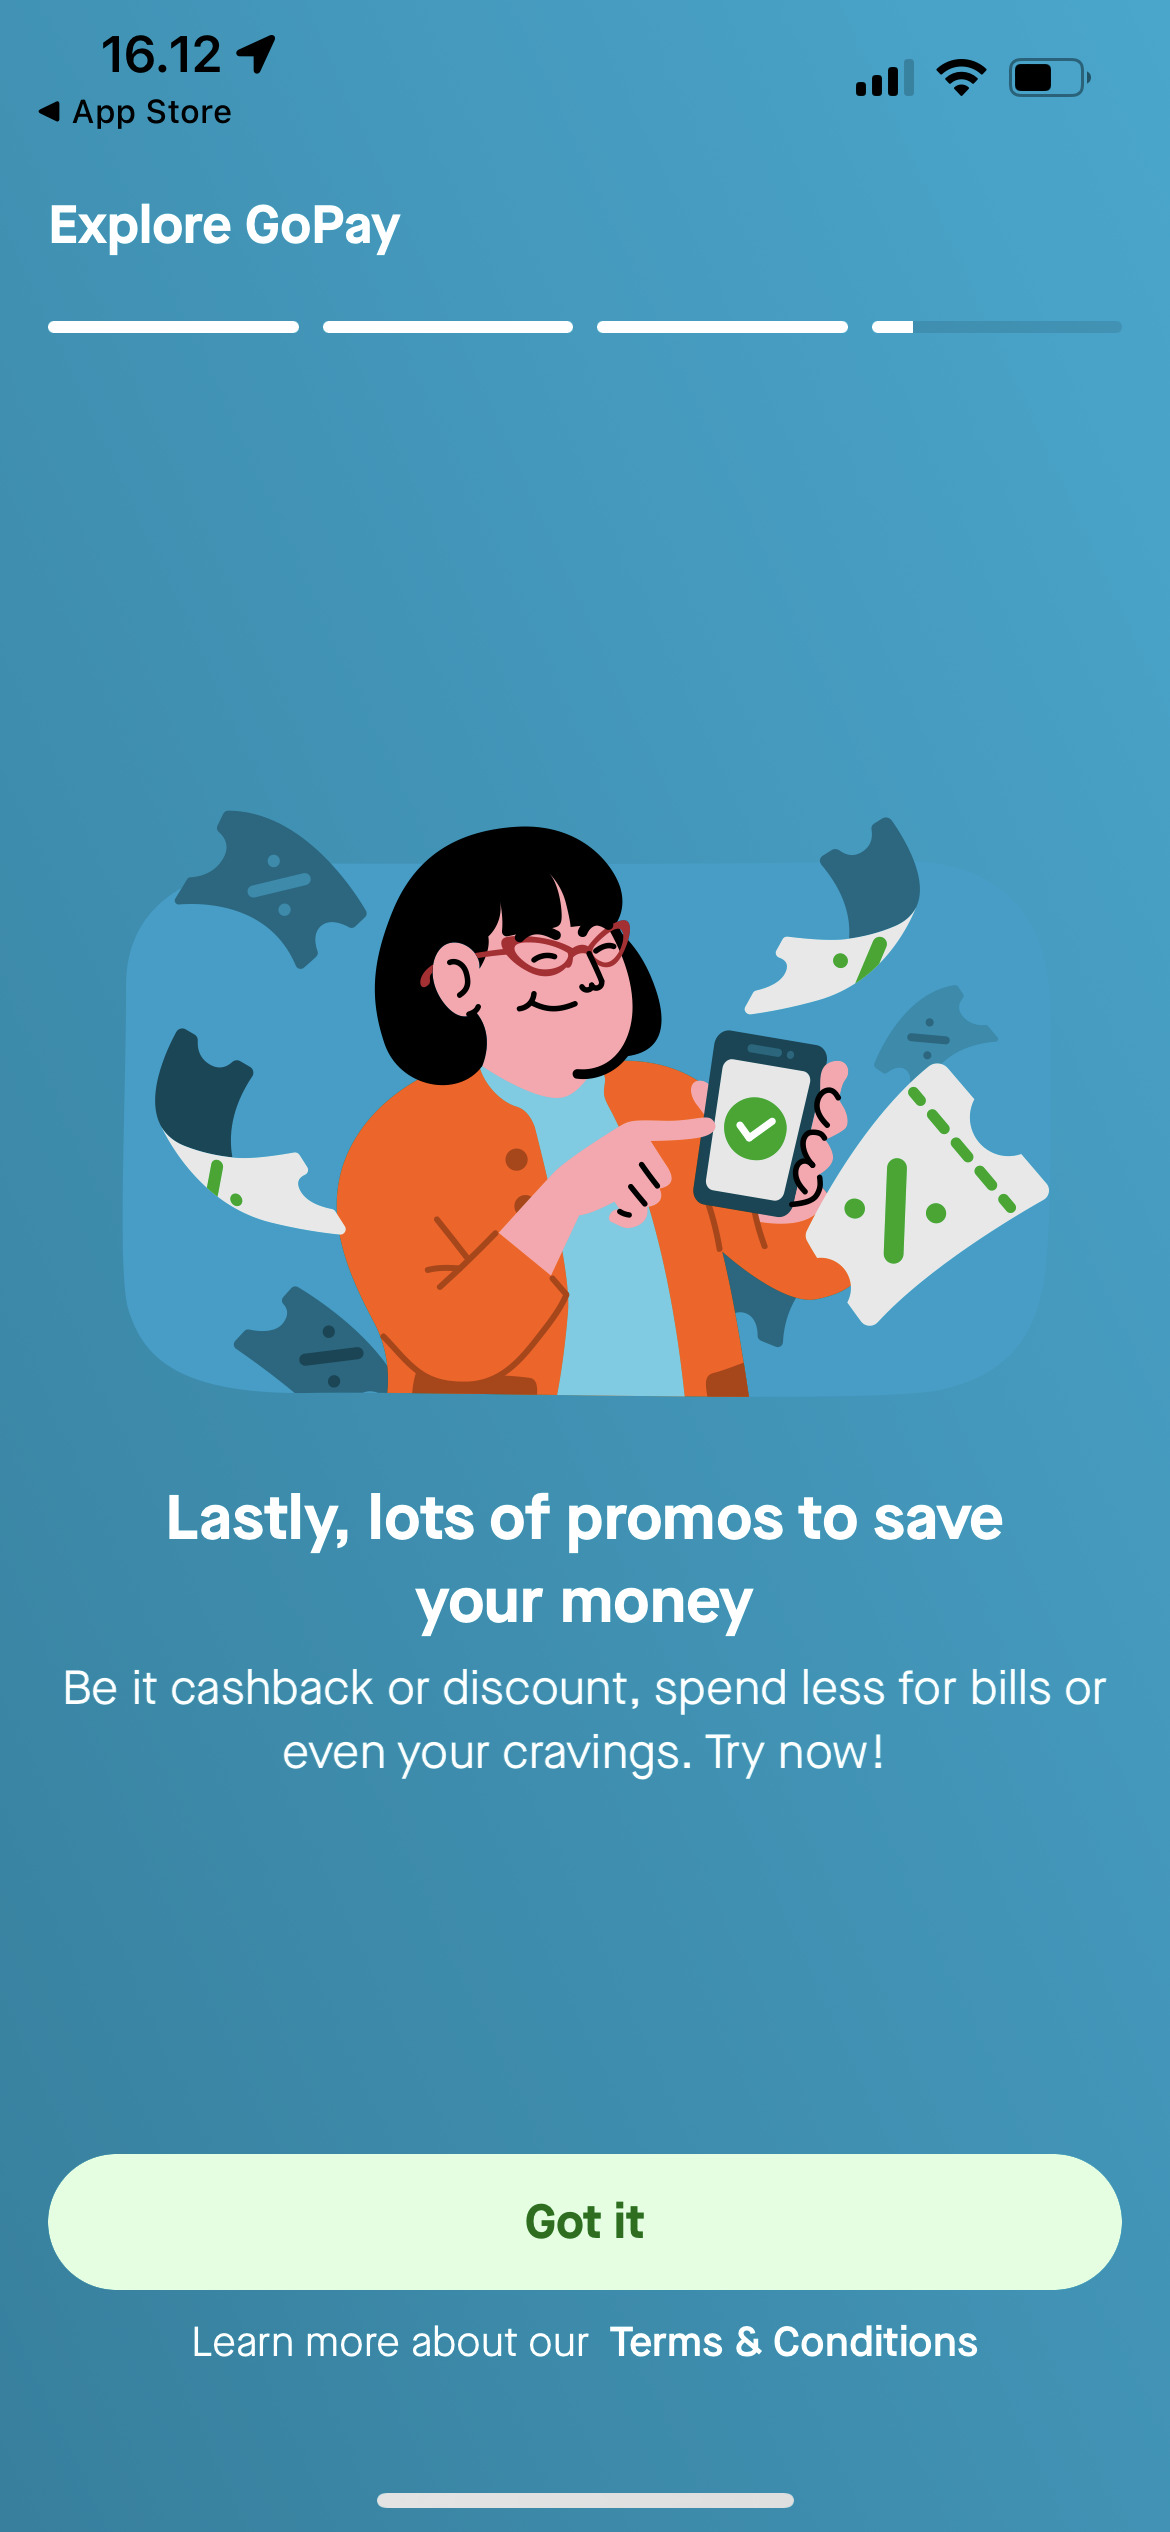 16.12
App Store
Explore GoPay
Lastly, lots of promos to save
your money
Be it cashback or discount, spend less for bills or
even your cravings. Try now!
Got it
Learn more about our Terms & Conditions